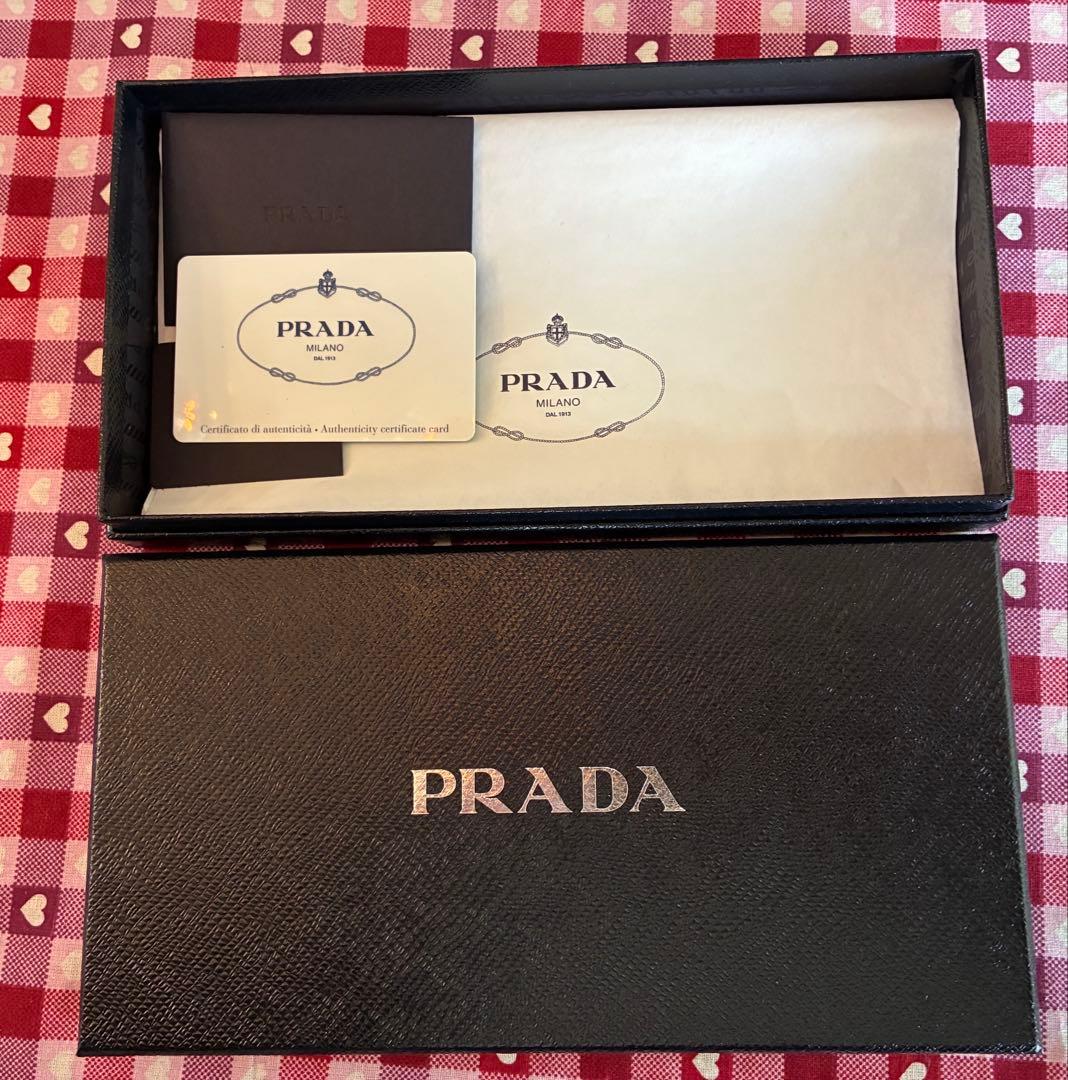 PRADA
PRADA
MILANO
DAL 1913
Certificato di autenticità • Authenticity certificate card
PRADA
MILANO
DAL 1913
PRADA